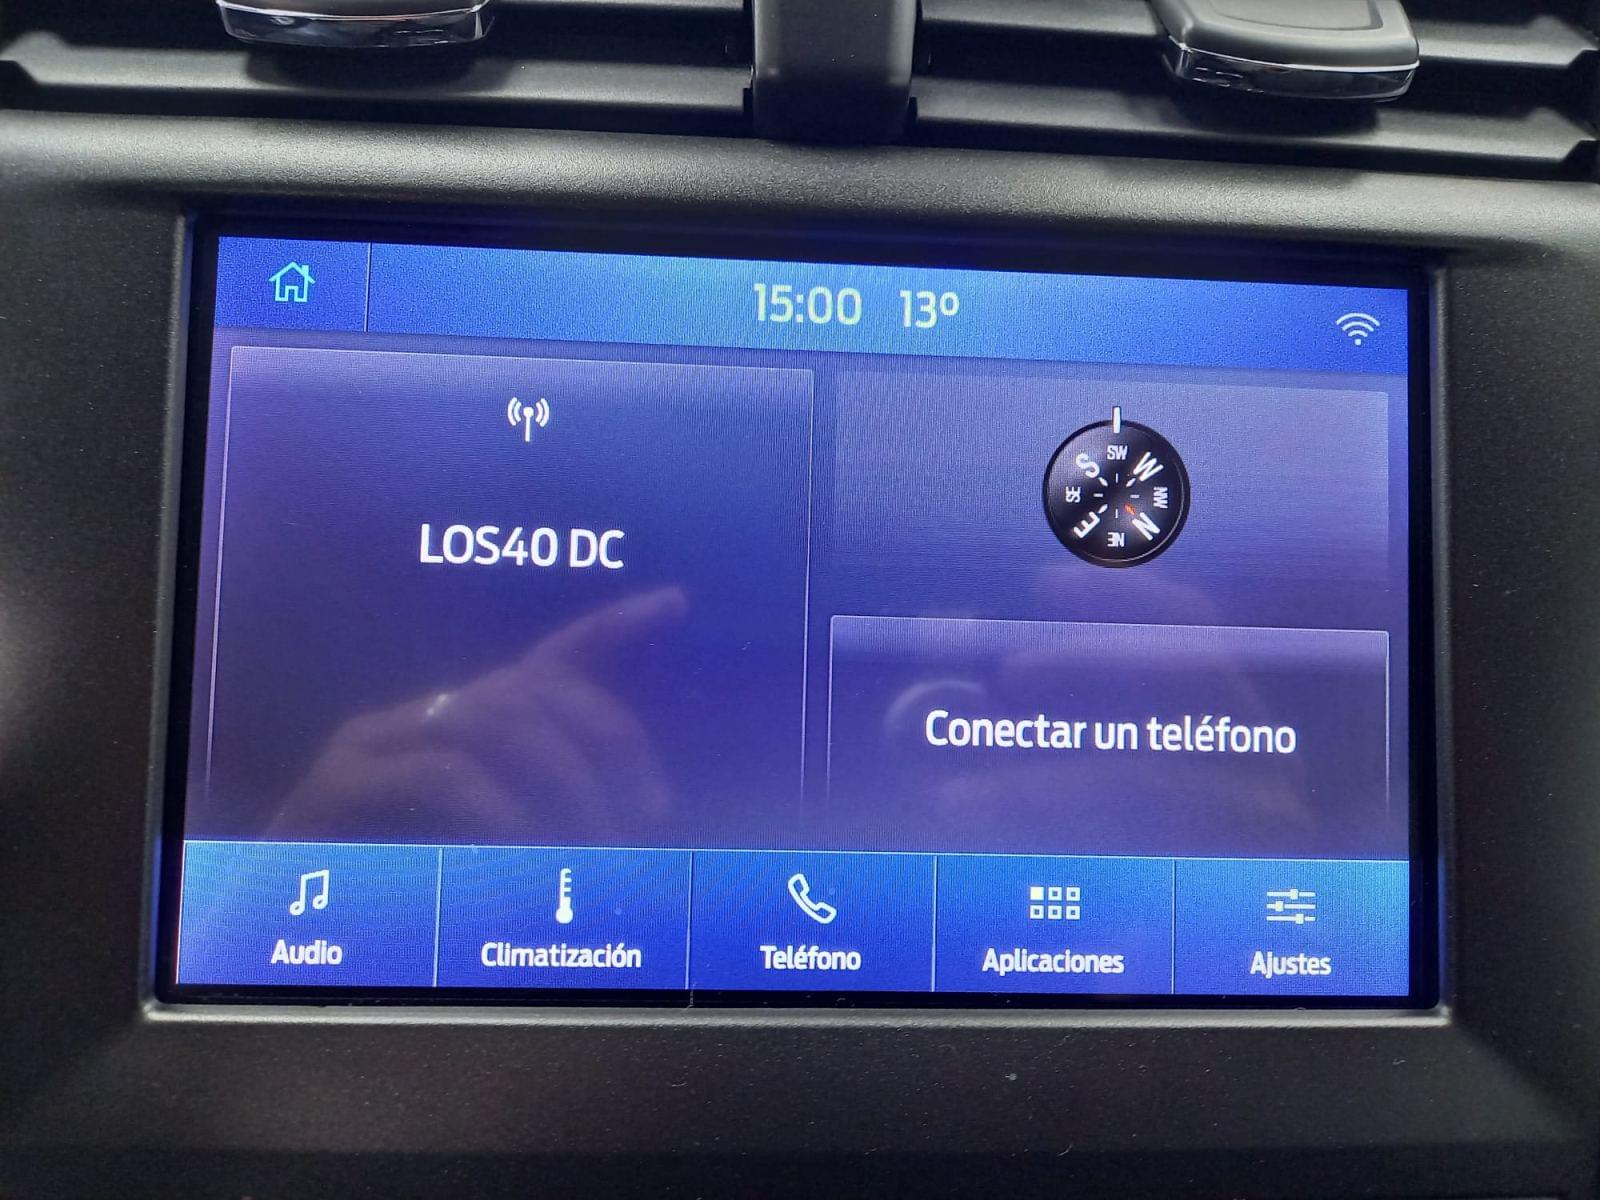 15:00 13º
LOS40 DC
SW
S W
SE NW
E N
NE
Conectar un teléfono
Audio Climatización Teléfono Aplicaciones Ajustes